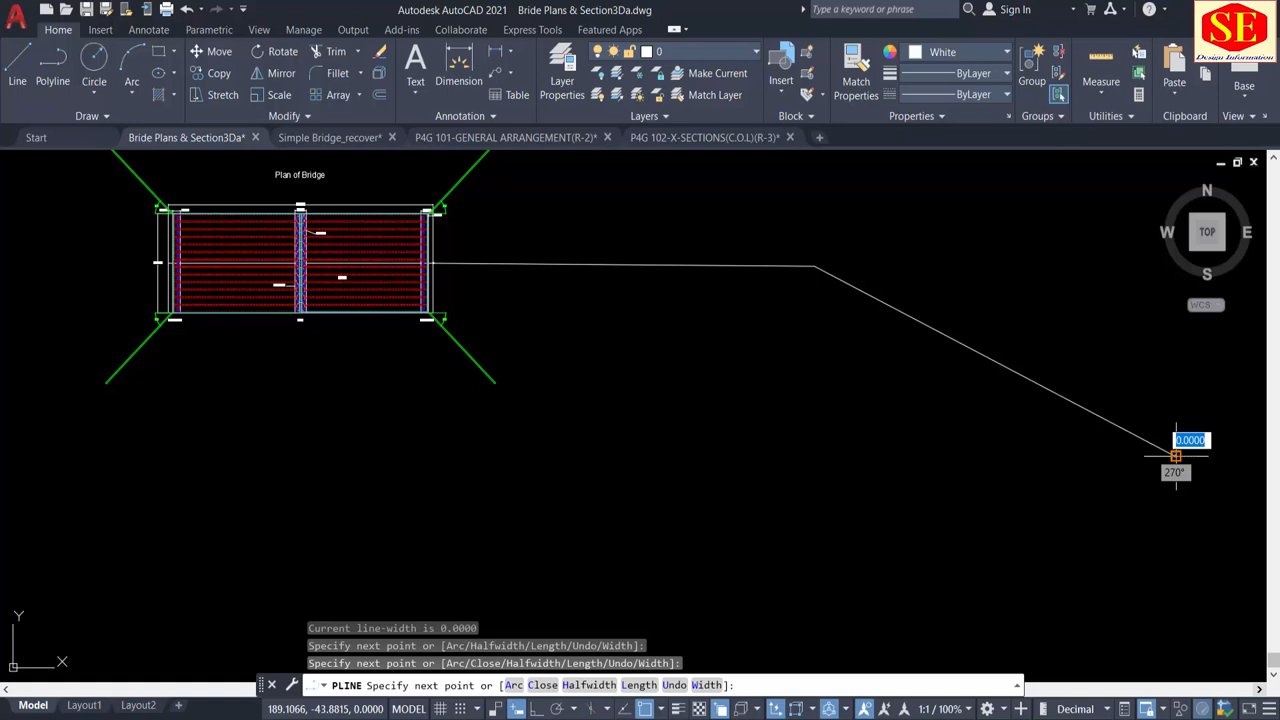 Autodesk AutoCAD 2021 Bride Plans & Section3Da.dwg
Type a keyword or phrase
Sign In
SE
Design Information
Home Insert Annotate Parametric View Manage Output Add-ins Collaborate Express Tools Featured Apps
Line Polyline Circle Arc
Move Rotate Trim
Copy Mirror Fillet
Stretch Scale Array
Text Dimension Table
Layer Properties
0
Make Current
Match Layer
Insert
Match Properties
White
ByLayer
ByLayer
Group
Measure
Paste
Base
Draw Modify Annotation Layers Block Properties Groups Utilities Clipboard View
Start Bride Plans & Section3Da* Simple Bridge_recover* P4G 101-GENERAL ARRANGEMENT(R-2)* P4G 102-X-SECTIONS(C.O.L)(R-3)*
Plan of Bridge
N
W TOP E
S
WCS
0.0000
270°
Y
X
Current line-width is 0.0000
Specify next point or [Arc/Halfwidth/Length/Undo/Width]:
Specify next point or [Arc/Close/Halfwidth/Length/Undo/Width]:
PLINE Specify next point or [Arc Close Halfwidth Length Undo Width]:
Model Layout1 Layout2 + 189.1066, -43.8815, 0.0000 MODEL 1:1 / 100% Decimal